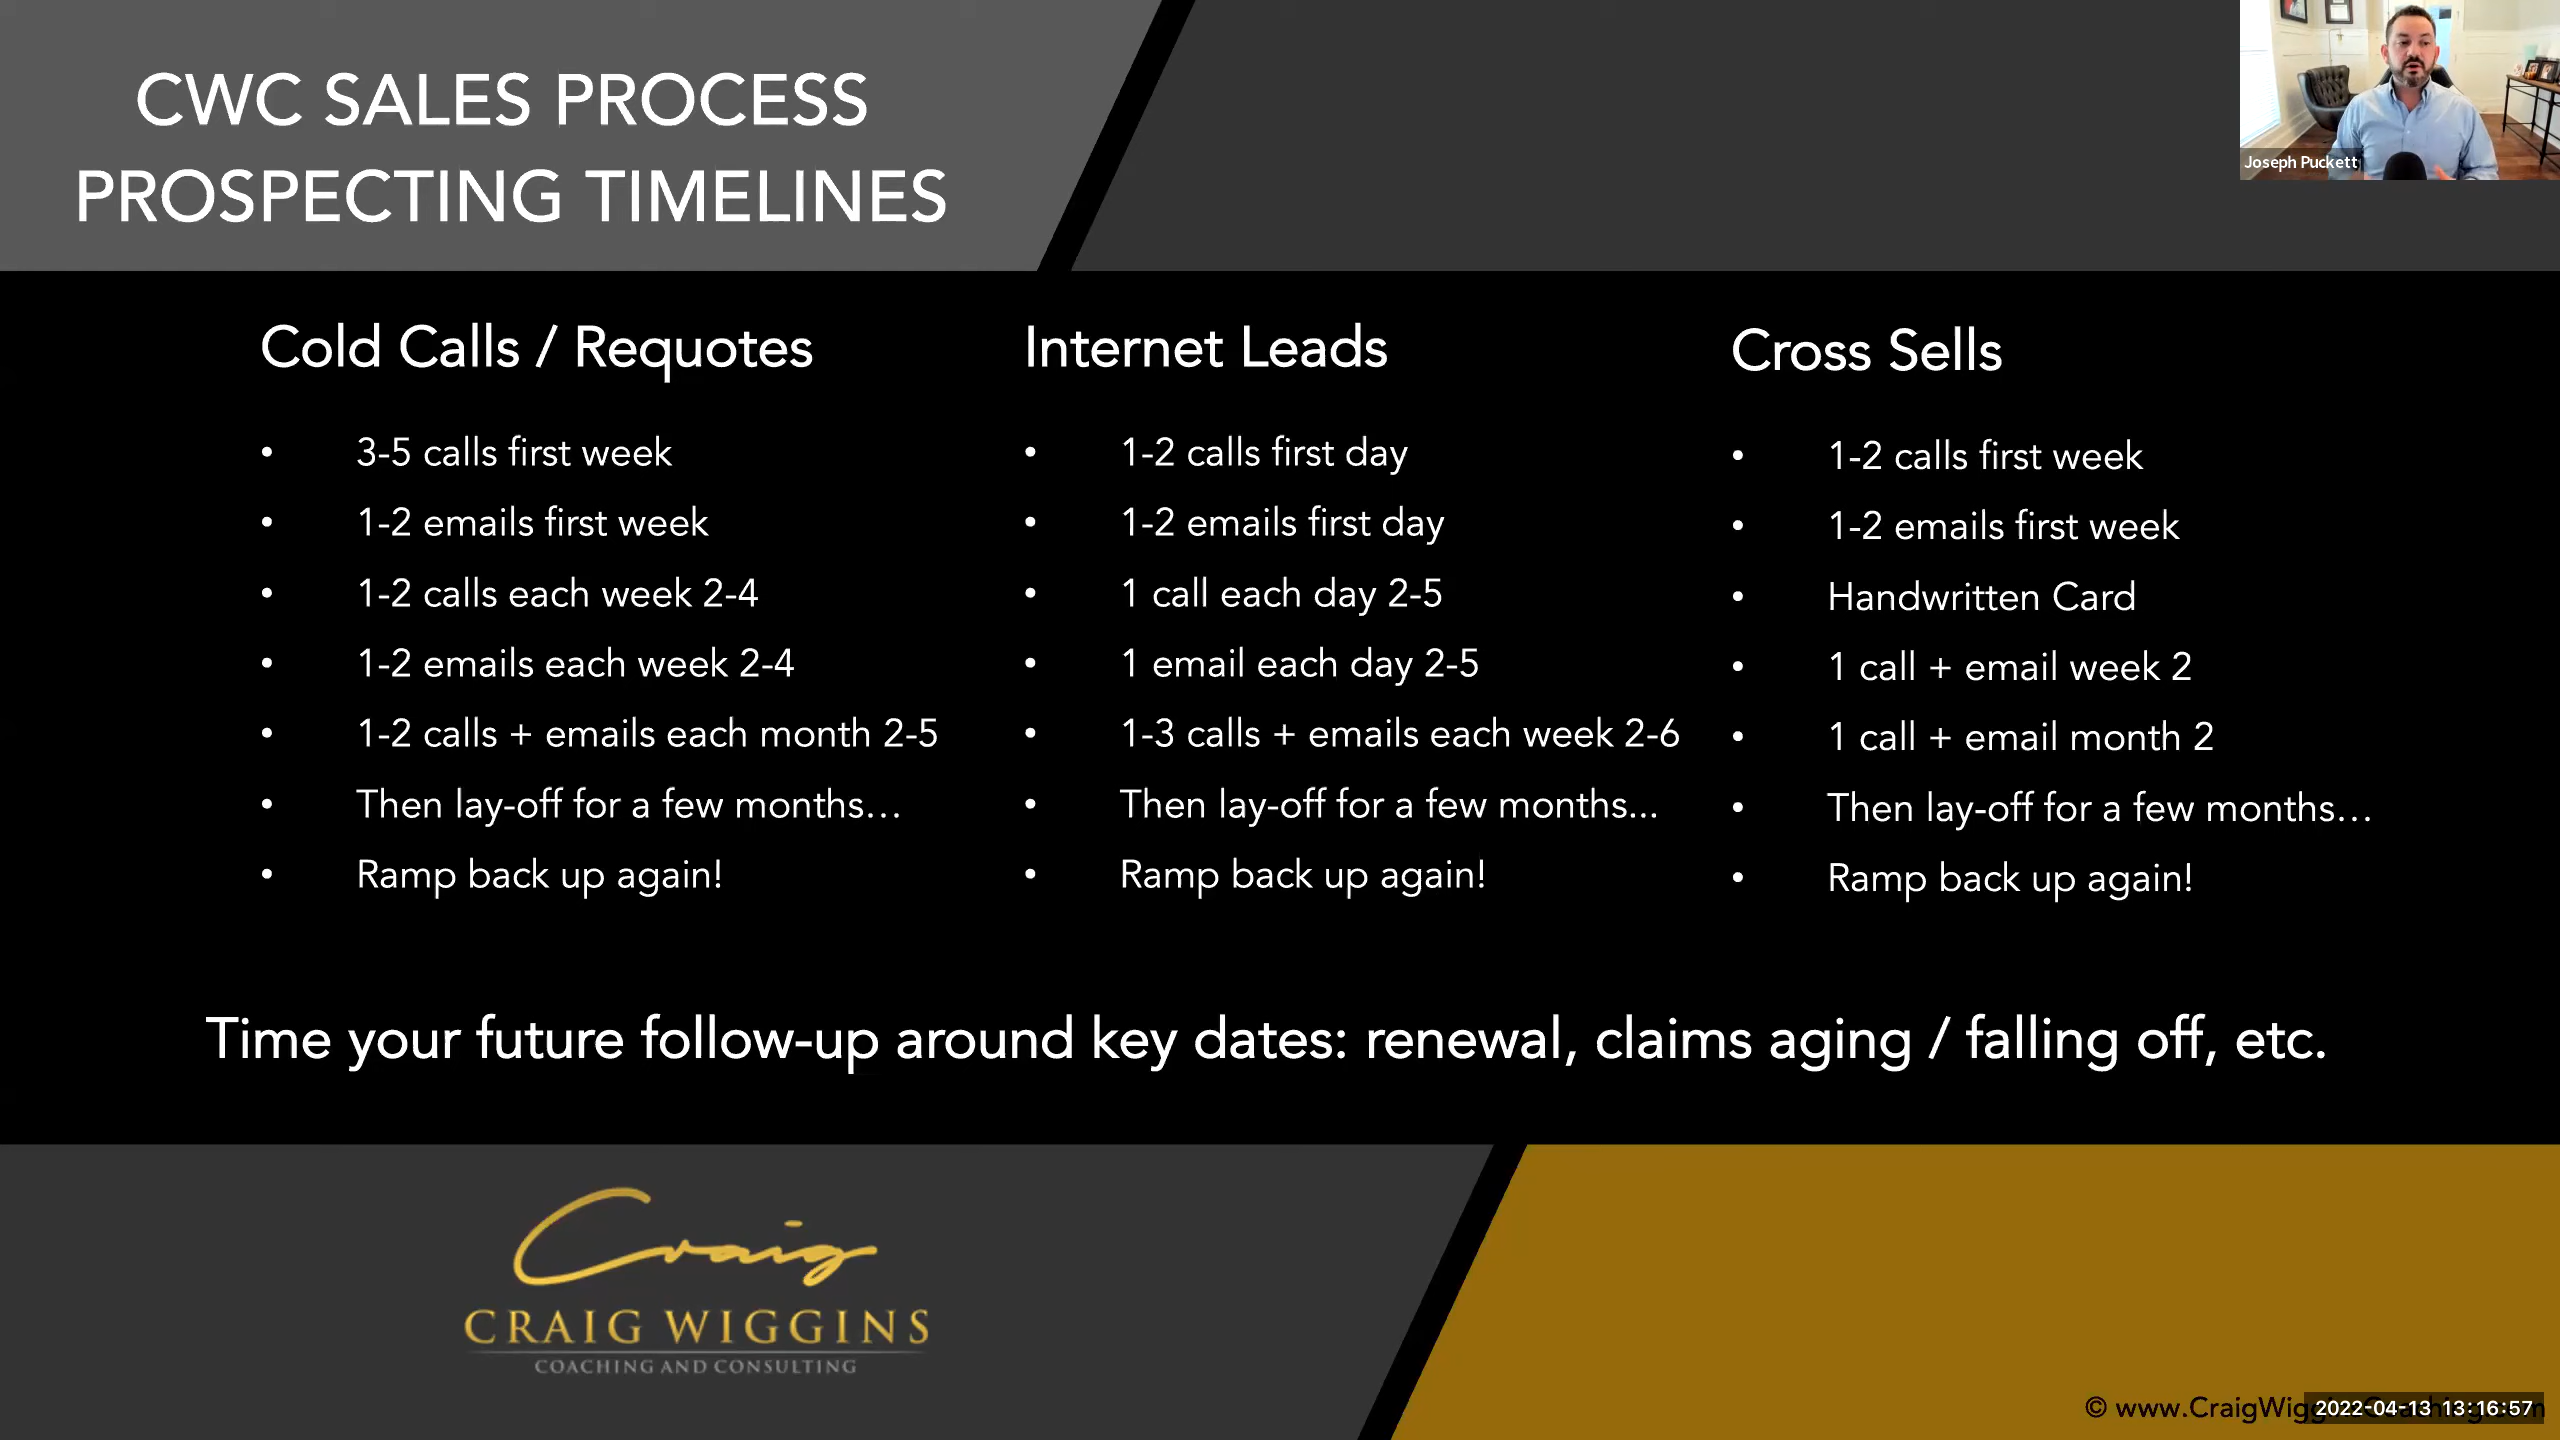 CWC SALES PROCESS
PROSPECTING TIMELINES
Joseph Puckett
Cold Calls / Requotes
• 3-5 calls first week
• 1-2 emails first week
• 1-2 calls each week 2-4
• 1-2 emails each week 2-4
• 1-2 calls + emails each month 2-5
• Then lay-off for a few months…
• Ramp back up again!
Internet Leads
• 1-2 calls first day
• 1-2 emails first day
• 1 call each day 2-5
• 1 email each day 2-5
• 1-3 calls + emails each week 2-6
• Then lay-off for a few months...
• Ramp back up again!
Cross Sells
• 1-2 calls first week
• 1-2 emails first week
• Handwritten Card
• 1 call + email week 2
• 1 call + email month 2
• Then lay-off for a few months…
• Ramp back up again!
Time your future follow-up around key dates: renewal, claims aging / falling off, etc.
Craig
CRAIG WIGGINS
COACHING AND CONSULTING
© www.CraigWigginsCoaching.com
2022-04-13 13:16:57